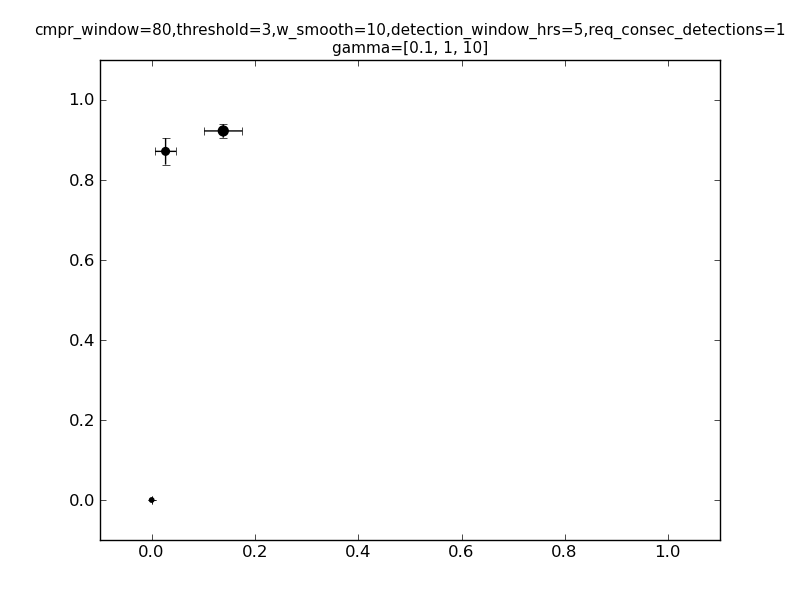 cmpr_window=80,threshold=3,w_smooth=10,detection_window_hrs=5,req_consec_detections=1
gamma=[0.1, 1, 10]
1.0
0.8
0.6
0.4
0.2
0.0
0.0 0.2 0.4 0.6 0.8 1.0